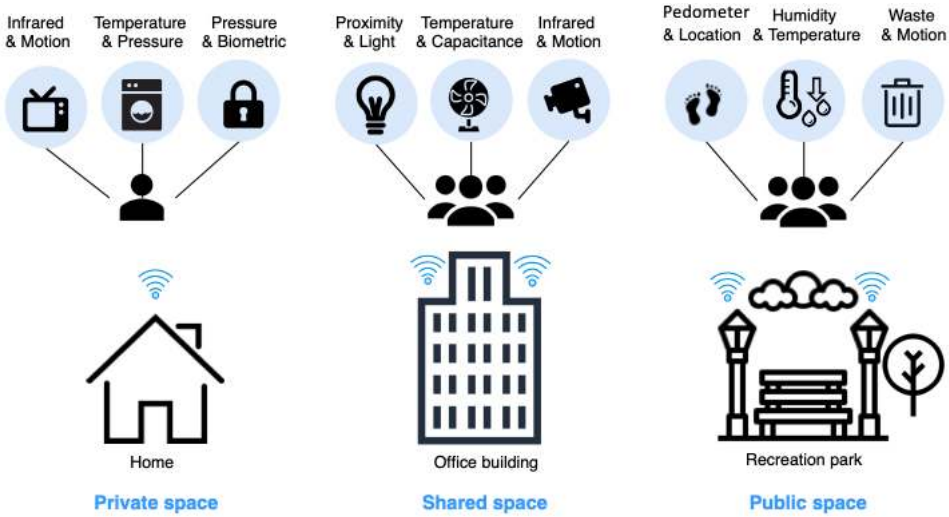 Infrared
& Motion
Temperature
& Pressure
Pressure
& Biometric
Proximity
& Light
Temperature
& Capacitance
Infrared
& Motion
Pedometer
& Location
Humidity
& Temperature
Waste
& Motion
Home
Office building
Recreation park
Private space
Shared space
Public space